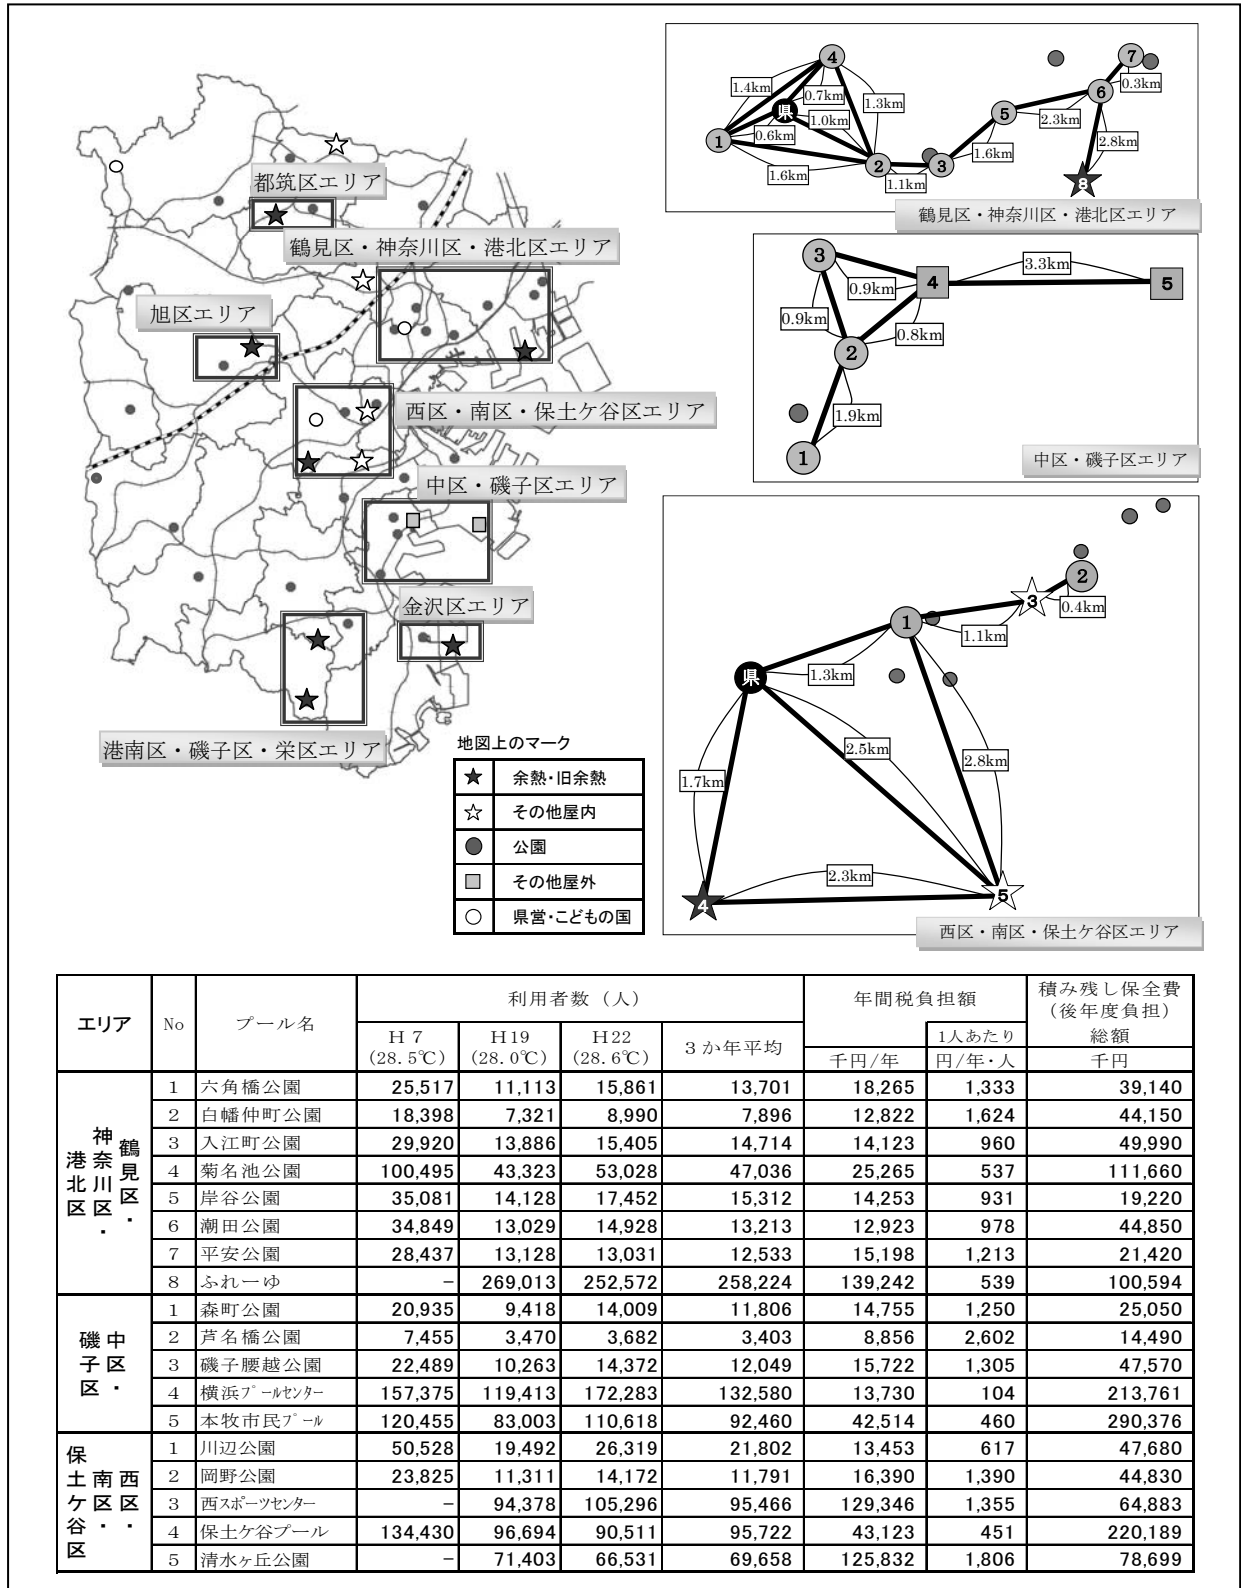 都筑区エリア
鶴見区・神奈川区・港北区エリア
旭区エリア
西区・南区・保土ケ谷区エリア
中区・磯子区エリア
金沢区エリア
港南区・磯子区・栄区エリア
地図上のマーク
余熱・旧余熱
その他屋内
公園
その他屋外
県営・こどもの国
4
7
1.4km
0.7km
0.3km
県
1.3km
6
1.0km
5
2.3km
1
0.6km
2.8km
2
3
1.6km
1.6km
1.1km
8
鶴見区・神奈川区・港北区エリア
3
3.3km
4
5
0.9km
0.9km
0.8km
2
1.9km
1
中区・磯子区エリア
2
3
0.4km
1
1.1km
県
1.3km
2.5km
2.8km
1.7km
2.3km
4
5
西区・南区・保土ケ谷区エリア
エリア No プール名 利用者数（人） 年間税負担額 積み残し保全費（後年度負担）
H7 (28.5℃) H19 (28.0℃) H22 (28.6℃) 3か年平均 1人あたり 総額
千円/年 円/年・人 千円
鶴見区・神奈川区・港北区
1 六角橋公園 25,517 11,113 15,861 13,701 18,265 1,333 39,140
2 白幡仲町公園 18,398 7,321 8,990 7,896 12,822 1,624 44,150
3 入江町公園 29,920 13,886 15,405 14,714 14,123 960 49,990
4 菊名池公園 100,495 43,323 53,028 47,036 25,265 537 111,660
5 岸谷公園 35,081 14,128 17,452 15,312 14,253 931 19,220
6 潮田公園 34,849 13,029 14,928 13,213 12,923 978 44,850
7 平安公園 28,437 13,128 13,031 12,533 15,198 1,213 21,420
8 ふれーゆ － 269,013 252,572 258,224 139,242 539 100,594
中区・磯子区
1 森町公園 20,935 9,418 14,009 11,806 14,755 1,250 25,050
2 芦名橋公園 7,455 3,470 3,682 3,403 8,856 2,602 14,490
3 磯子腰越公園 22,489 10,263 14,372 12,049 15,722 1,305 47,570
4 横浜プールセンター 157,375 119,413 172,283 132,580 13,730 104 213,761
5 本牧市民プール 120,455 83,003 110,618 92,460 42,514 460 290,376
西区・南区・保土ケ谷区
1 川辺公園 50,528 19,492 26,319 21,802 13,453 617 47,680
2 岡野公園 23,825 11,311 14,172 11,791 16,390 1,390 44,830
3 西スポーツセンター － 94,378 105,296 95,466 129,346 1,355 64,883
4 保土ケ谷プール 134,430 96,694 90,511 95,722 43,123 451 220,189
5 清水ヶ丘公園 － 71,403 66,531 69,658 125,832 1,806 78,699